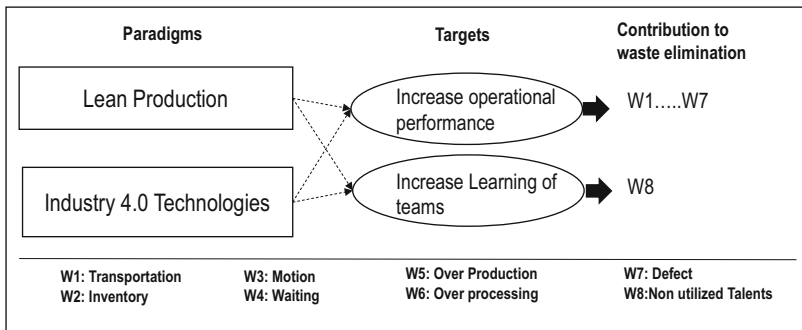 Paradigms
Targets
Contribution to
waste elimination
Lean Production
Increase operational
performance
W1…..W7
Industry 4.0 Technologies
Increase Learning of
teams
W8
W1: Transportation
W3: Motion
W5: Over Production
W7: Defect
W2: Inventory
W4: Waiting
W6: Over processing
W8:Non utilized Talents